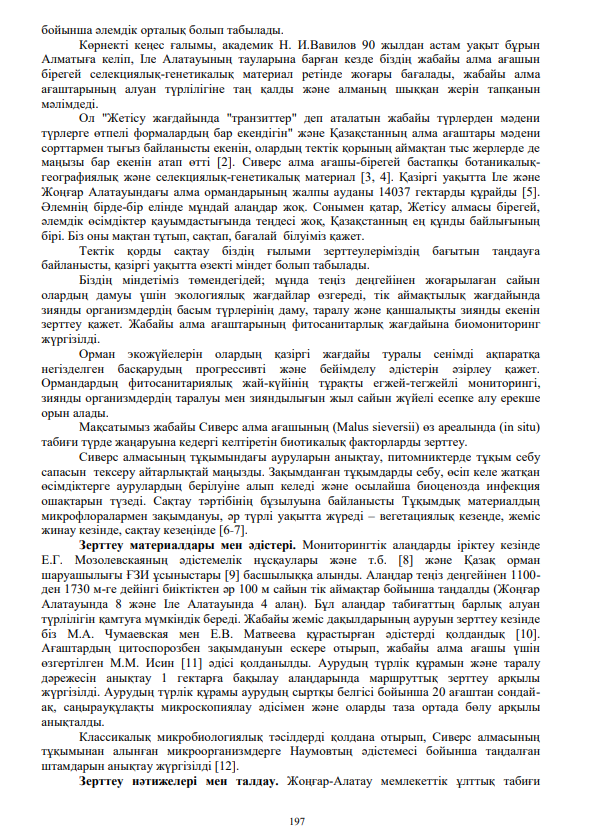 бойынша әлемдік орталық болып табылады.
Көрнекті кеңес ғалымы, академик Н. И.Вавилов 90 жылдан астам уақыт бұрын
Алматыға келіп, Іле Алатауының тауларына барған кезде біздің жабайы алма ағашын
бірегей селекциялық-генетикалық материал ретінде жоғары бағалады, жабайы алма
ағаштарының алуан түрлілігіне таң қалды және алманың шыққан жерін тапқанын
мәлімдеді.
Ол "Жетісу жағдайында "транзиттер" деп аталатын жабайы түрлерден мәдени
түрлерге өтпелі формалардың бар екендігін" және Қазақстанның алма ағаштары мәдени
сорттармен тығыз байланысты екенін, олардың тектік қорының аймақтан тыс жерлерде де
маңызы бар екенін атап өтті [2]. Сиверс алма ағашы-бірегей бастапқы ботаникалық-
географиялық және селекциялық-генетикалық материал [3, 4]. Қазіргі уақытта Іле және
Жоңғар Алатауындағы алма ормандарының жалпы ауданы 14037 гектарды құрайды [5].
Әлемнің бірде-бір елінде мұндай алаңдар жоқ. Сонымен қатар, Жетісу алмасы бірегей,
әлемдік өсімдіктер қауымдастығында теңдесі жоқ, Қазақстанның ең құнды байлығының
бірі. Біз оны мақтан тұтып, сақтап, бағалай білуіміз қажет.
Тектік қорды сақтау біздің ғылыми зерттеулеріміздің бағытын таңдауға
байланысты, қазіргі уақытта өзекті міндет болып табылады.
Біздің міндетіміз төмендегідей; мұнда теңіз деңгейінен жоғарылаған сайын
олардың дамуы үшін экологиялық жағдайлар өзгереді, тік аймақтылық жағдайында
зиянды организмдердің басым түрлерінің даму, таралу және қаншалықты зиянды екенін
зерттеу қажет. Жабайы алма ағаштарының фитосанитарлық жағдайына биомониторинг
жүргізілді.
Орман экожүйелерін олардың қазіргі жағдайы туралы сенімді ақпаратқа
негізделген басқарудың прогрессивті және бейімделу әдістерін әзірлеу қажет.
Ормандардың фитосанитариялық жай-күйінің тұрақты егжей-тегжейлі мониторингі,
зиянды организмдердің таралуы мен зияндылығын жыл сайын жүйелі есепке алу ерекше
орын алады.
Мақсатымыз жабайы Сиверс алма ағашының (Malus sieversii) өз ареалында (in situ)
табиғи түрде жаңаруына кедергі келтіретін биотикалық факторларды зерттеу.
Сиверс алмасының тұқымындағы ауруларын анықтау, питомниктерде тұқым себу
сапасын тексеру айтарлықтай маңызды. Зақымданған тұқымдарды себу, өсіп келе жатқан
өсімдіктерге аурулардың берілуіне алып келеді және осылайша биоценозда инфекция
ошақтарын түзеді. Сақтау тәртібінің бұзылуына байланысты Тұқымдық материалдың
микрофлоралармен зақымдануы, әр түрлі уақытта жүреді – вегетациялық кезеңде, жеміс
жинау кезінде, сақтау кезеңінде [6-7].
Зерттеу материалдары мен әдістері. Мониторингтік алаңдарды іріктеу кезінде
Е.Г. Мозолевскаяның әдістемелік нұсқаулары және т.б. [8] және Қазақ орман
шаруашылығы ҒЗИ ұсыныстары [9] басшылыққа алынды. Алаңдар теңіз деңгейінен 1100-
ден 1730 м-ге дейінгі биіктіктен әр 100 м сайын тік аймақтар бойынша таңдалды (Жоңғар
Алатауында 8 және Іле Алатауында 4 алаң). Бұл алаңдар табиғаттың барлық алуан
түрлілігін қамтуға мүмкіндік береді. Жабайы жеміс дақылдарының ауруын зерттеу кезінде
біз М.А. Чумаевская мен Е.В. Матвеева құрастырған әдістерді қолдандық [10].
Ағаштардың цитоспорозбен зақымдануын ескере отырып, жабайы алма ағашы үшін
өзгертілген М.М. Исин [11] әдісі қолданылды. Аурудың түрлік құрамын және таралу
дәрежесін анықтау 1 гектарға бақылау алаңдарында маршруттық зерттеу арқылы
жүргізілді. Аурудың түрлік құрамы аурудың сыртқы белгісі бойынша 20 ағаштан сондай-
ақ, саңырауқұлақты микроскопиялау әдісімен және оларды таза ортада бөлу арқылы
анықталды.
Классикалық микробиологиялық тәсілдерді қолдана отырып, Сиверс алмасының
тұқымынан алынған микроорганизмдерге Наумовтың әдістемесі бойынша таңдалған
штамдарын анықтау жүргізілді [12].
Зерттеу нәтижелері мен талдау. Жоңғар-Алатау мемлекеттік ұлттық табиғи
197